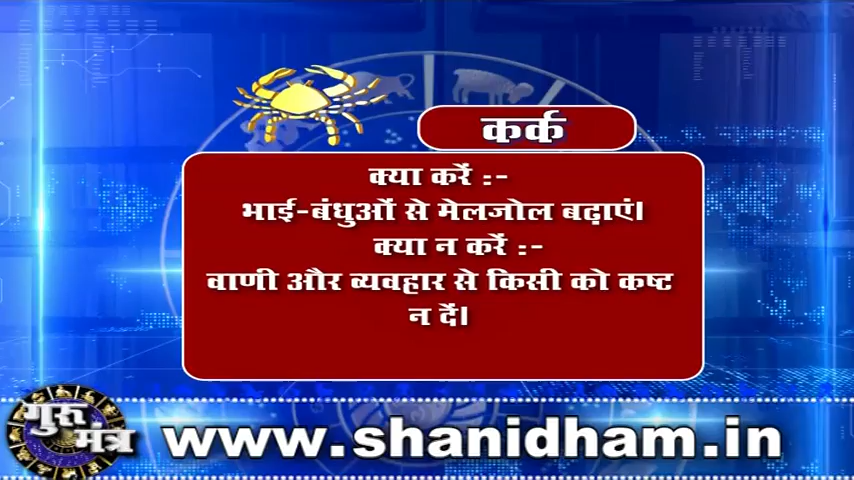 कर्क
क्या करें :-
भाई-बंधुओं से मेलजोल बढ़ाएं।
क्या न करें :-
वाणी और व्यवहार से किसी को कष्ट
न दें।
गुरु
मंत्र
www.shanidham.in